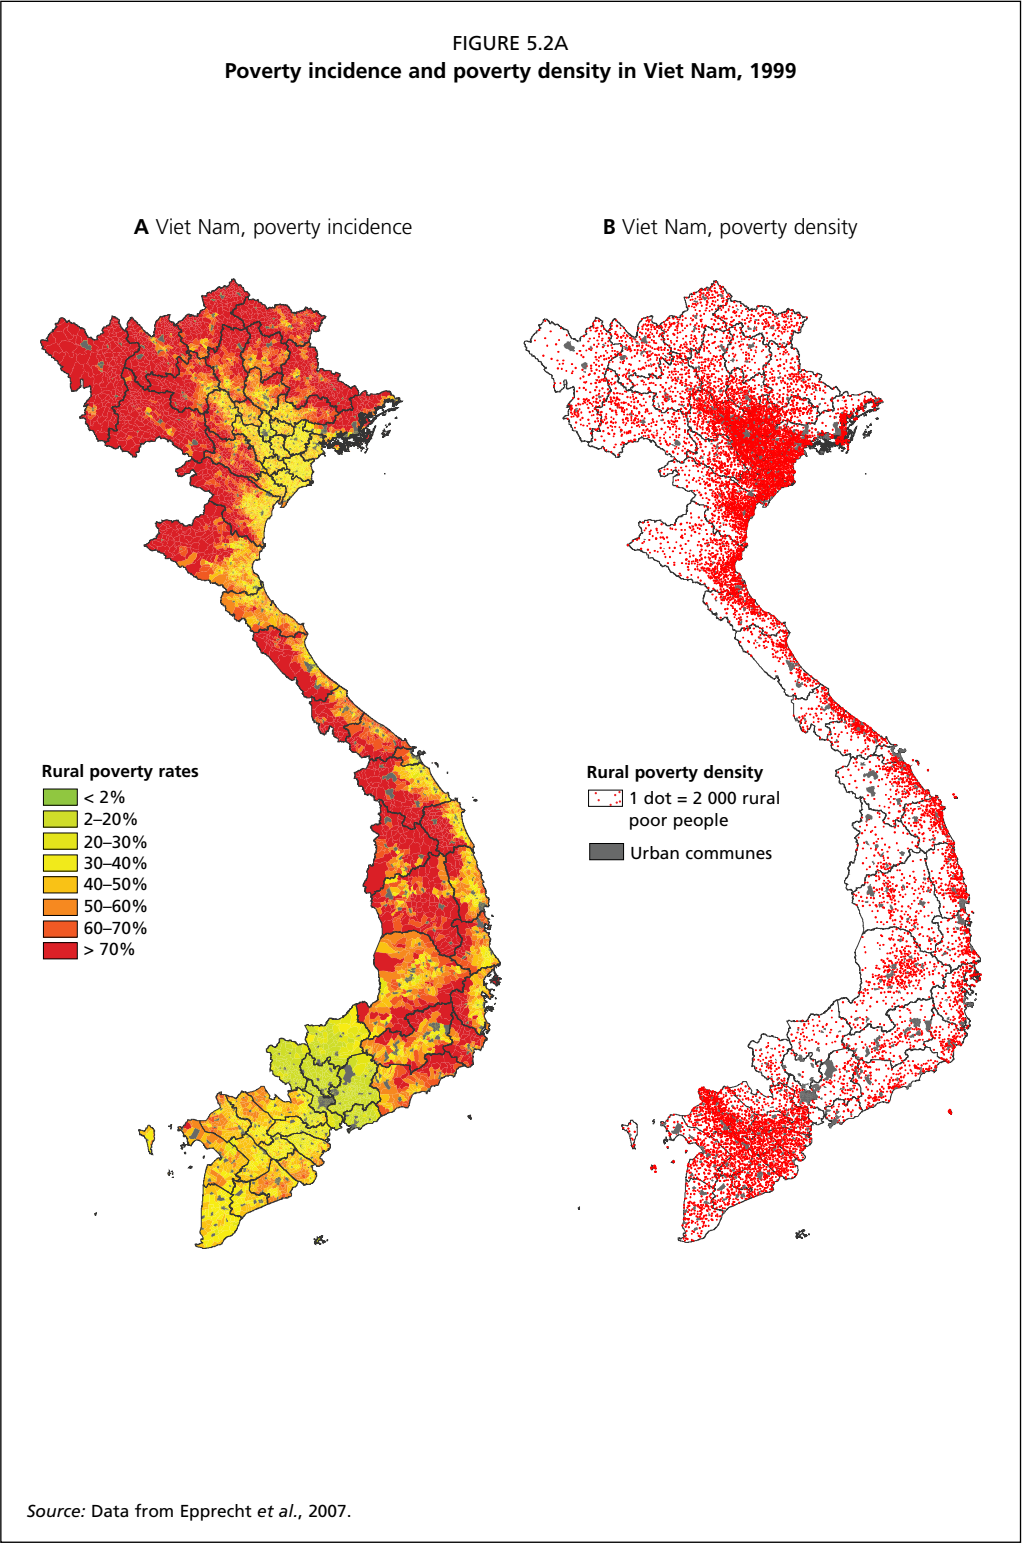 FIGURE 5.2A
Poverty incidence and poverty density in Viet Nam, 1999
A Viet Nam, poverty incidence
B Viet Nam, poverty density
Rural poverty rates
< 2%
2–20%
20–30%
30–40%
40–50%
50–60%
60–70%
> 70%
Rural poverty density
1 dot = 2 000 rural
poor people
Urban communes
Source: Data from Epprecht et al., 2007.